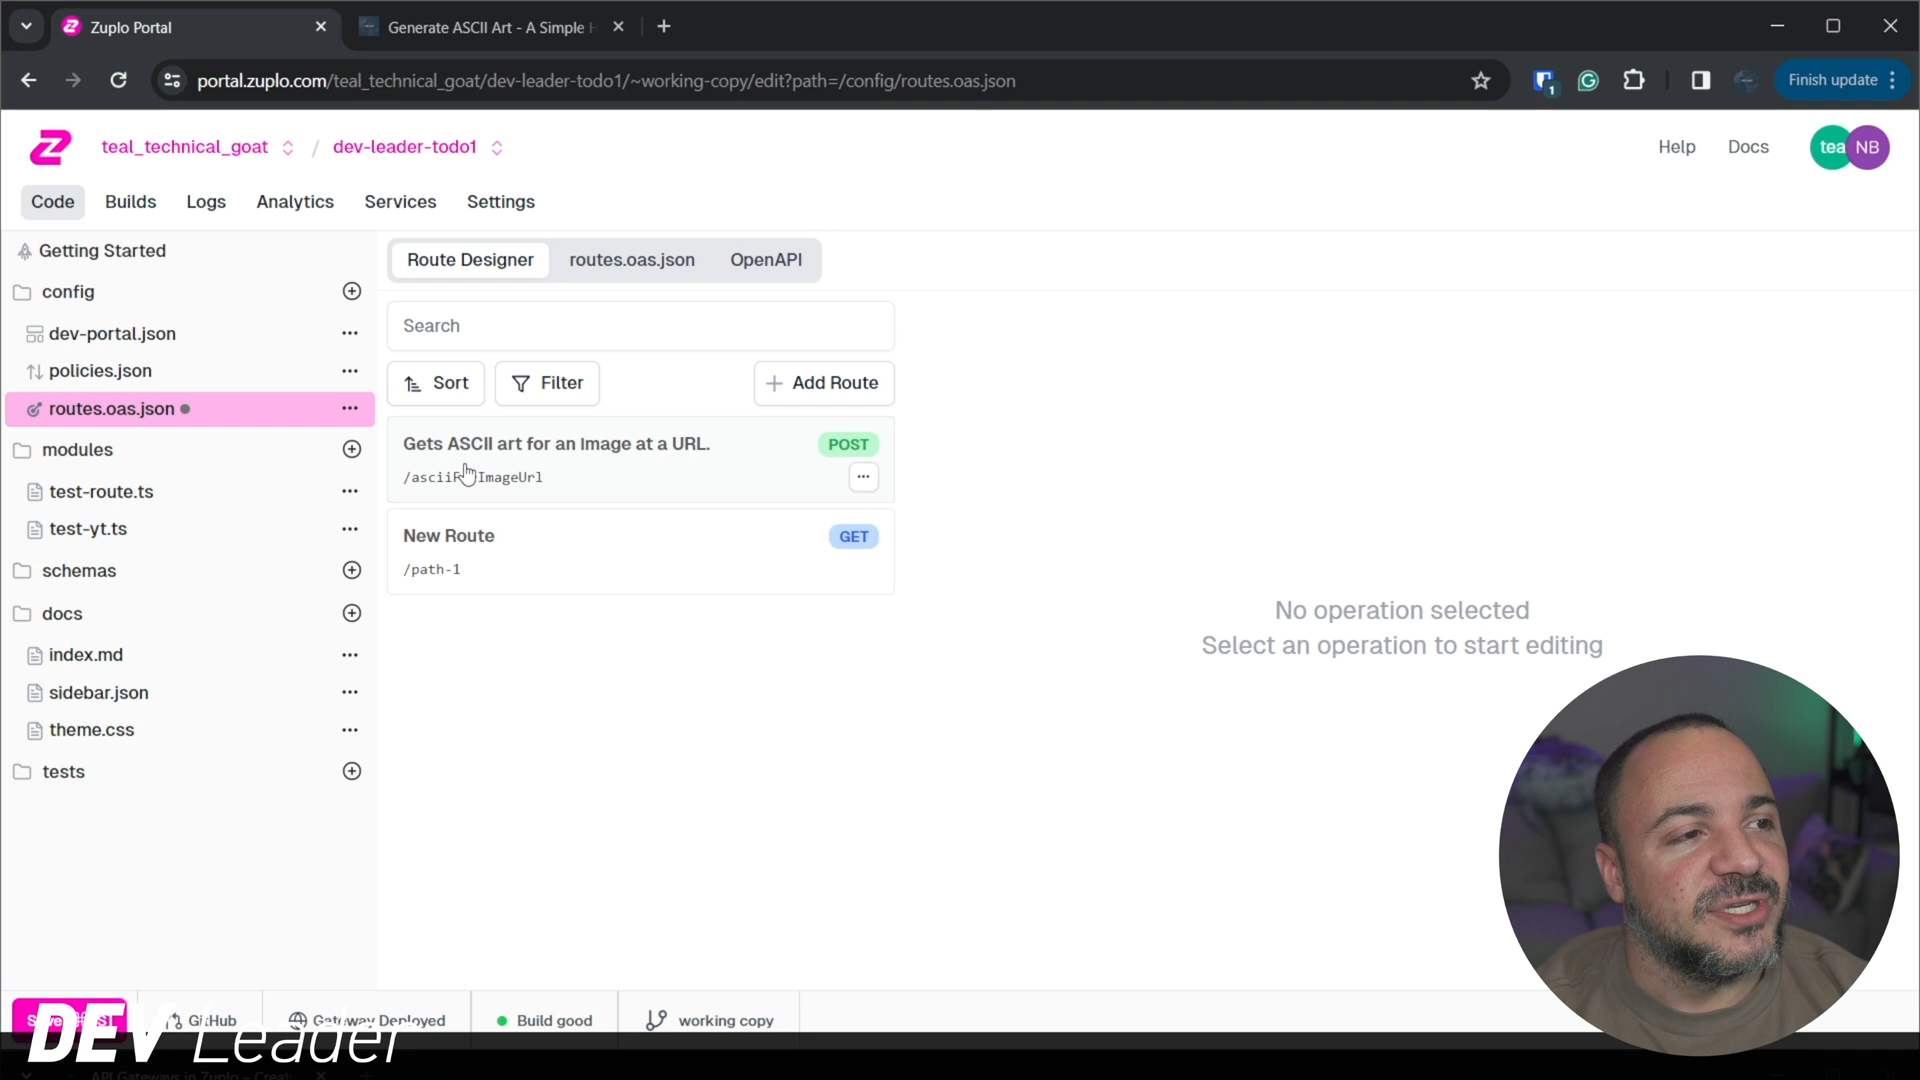 Zuplo Portal
Generate ASCII Art - A Simple H
portal.zuplo.com/teal_technical_goat/dev-leader-todo1/~working-copy/edit?path=/config/routes.oas.json
1
Finish update
teal_technical_goat / dev-leader-todo1
Help
Docs
tea
NB
Code
Builds
Logs
Analytics
Services
Settings
Getting Started
config
dev-portal.json
policies.json
routes.oas.json
modules
test-route.ts
test-yt.ts
schemas
docs
index.md
sidebar.json
theme.css
tests
Route Designer
routes.oas.json
OpenAPI
Search
Sort
Filter
Add Route
Gets ASCII art for an image at a URL.
POST
New Route
GET
/path-1
No operation selected
Select an operation to start editing
GitHub
Gateway Deployed
Build good
working copy
DEV Leader